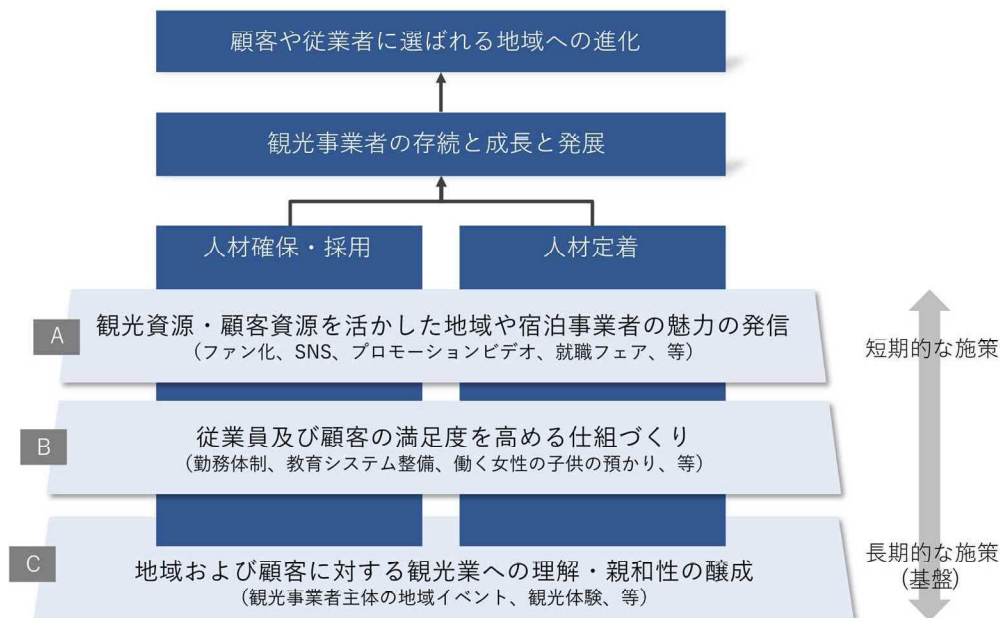 顧客や従業者に選ばれる地域への進化
観光事業者の存続と成長と発展
人材確保・採用
人材定着
A
観光資源・顧客資源を活かした地域や宿泊事業者の魅力の発信
(ファン化、SNS、プロモーションビデオ、就職フェア、等)
短期的な施策
B
従業員及び顧客の満足度を高める仕組づくり
(勤務体制、教育システム整備、働く女性の子供の預かり、等)
C
地域および顧客に対する観光業への理解・親和性の醸成
(観光事業者主体の地域イベント、観光体験、等)
長期的な施策
(基盤)